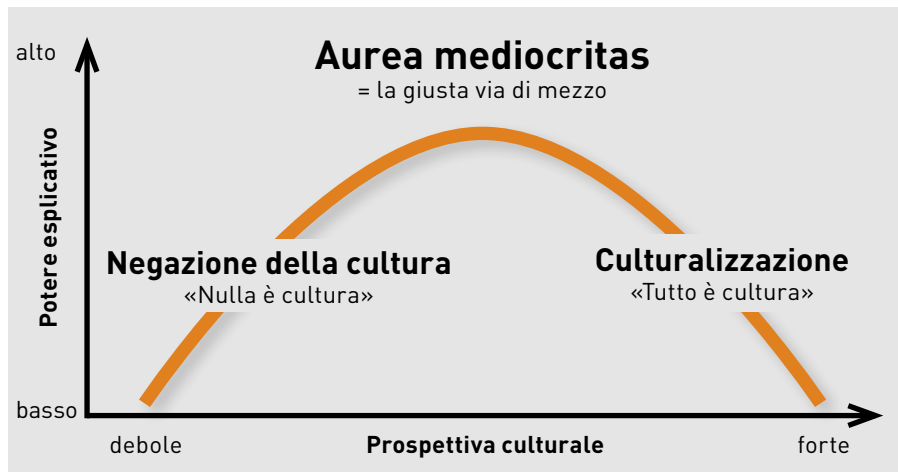 alto
Aurea mediocritas
= la giusta via di mezzo
Potere esplicativo
Negazione della cultura
«Nulla è cultura»
Culturalizzazione
«Tutto è cultura»
basso
debole
Prospettiva culturale
forte